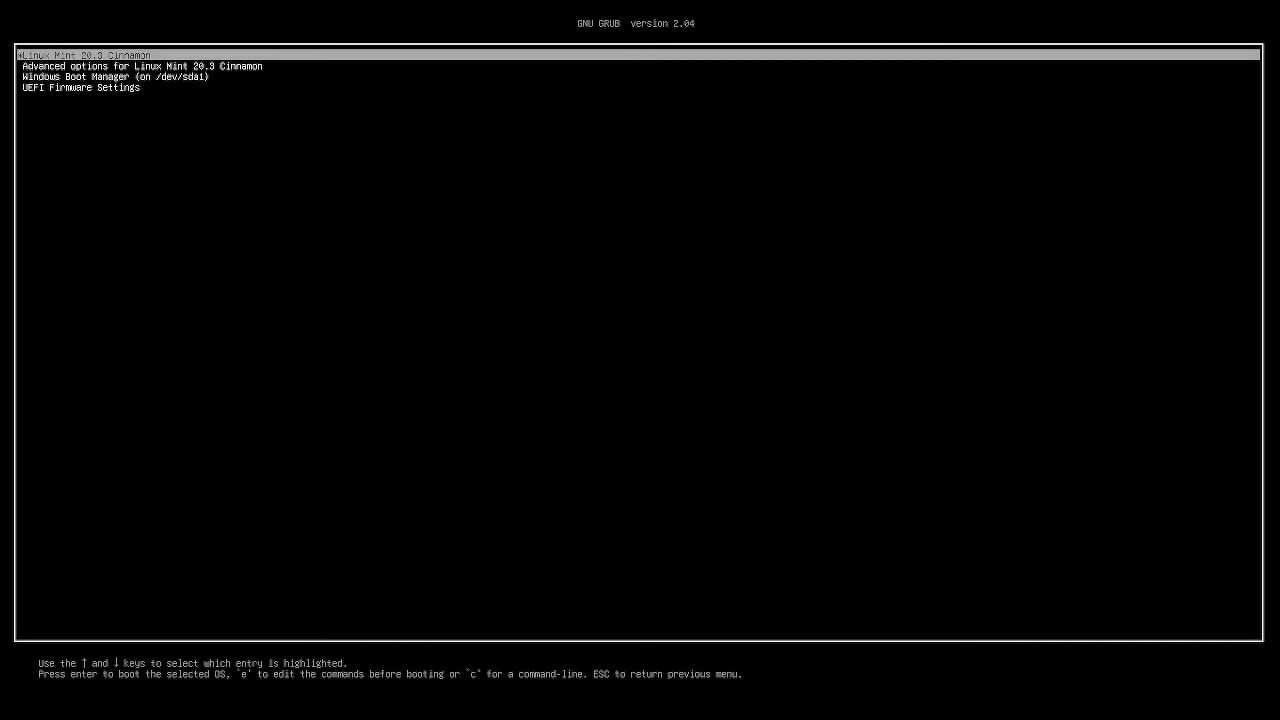 GNU GRUB  version 2.04
*Linux Mint 20.3 Cinnamon
Advanced options for Linux Mint 20.3 Cinnamon
Windows Boot Manager (on /dev/sda1)
UEFI Firmware Settings
Use the ↑ and ↓ keys to select which entry is highlighted.
Press enter to boot the selected OS, `e' to edit the commands before booting or `c' for a command-line. ESC to return previous menu.